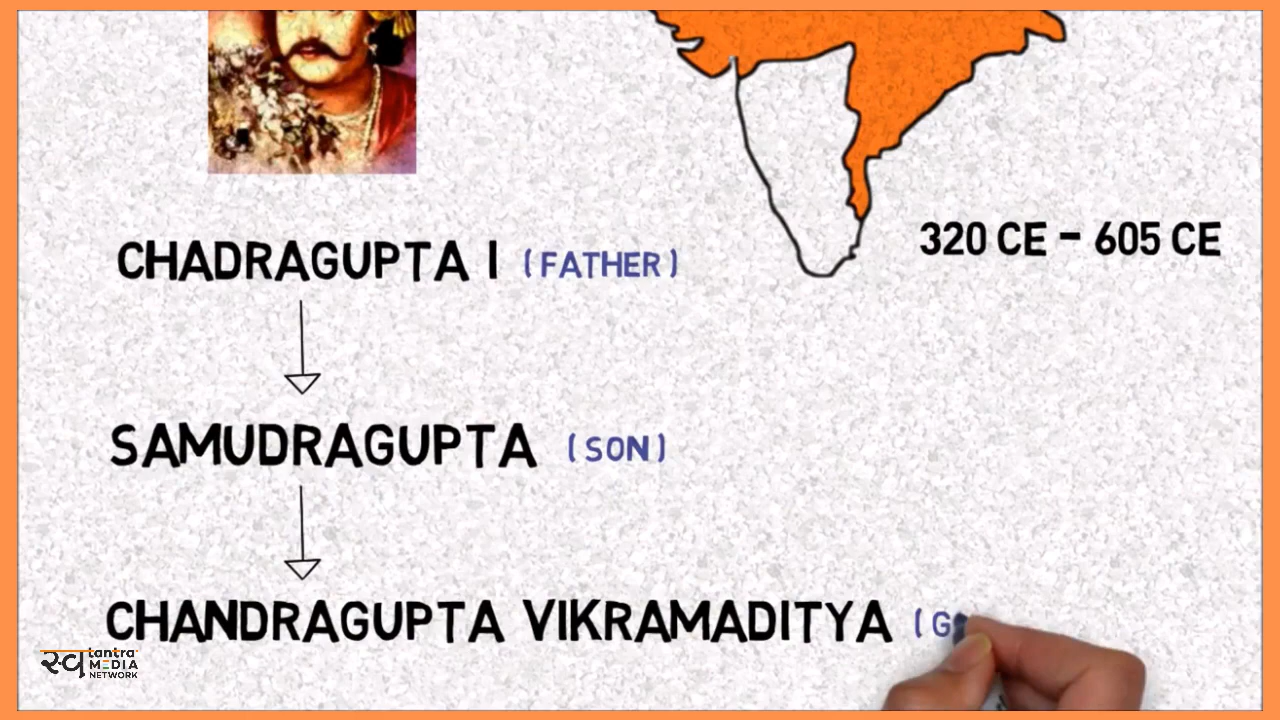 CHADRAGUPTA I (FATHER)
320 CE - 605 CE
SAMUDRAGUPTA (SON)
CHANDRAGUPTA VIKRAMADITYA (G
स्व tantra
MEDIA
NETWORK